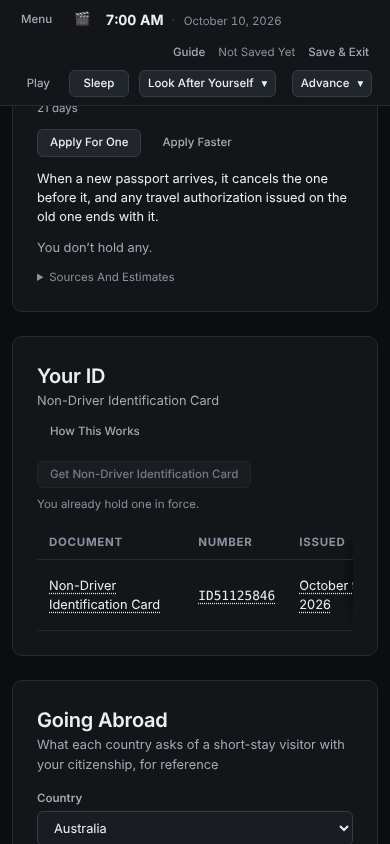 Menu 🎬 7:00 AM · October 10, 2026
Guide Not Saved Yet Save & Exit
Play Sleep Look After Yourself ▾ Advance ▾
21 days
Apply For One Apply Faster
When a new passport arrives, it cancels the one
before it, and any travel authorization issued on the
old one ends with it.
You don't hold any.
▶ Sources And Estimates
Your ID
Non-Driver Identification Card
How This Works
Get Non-Driver Identification Card
You already hold one in force.
DOCUMENT NUMBER ISSUED
Non-Driver
Identification Card
ID51125846
October
2026
Going Abroad
What each country asks of a short-stay visitor with
your citizenship, for reference
Country
Australia